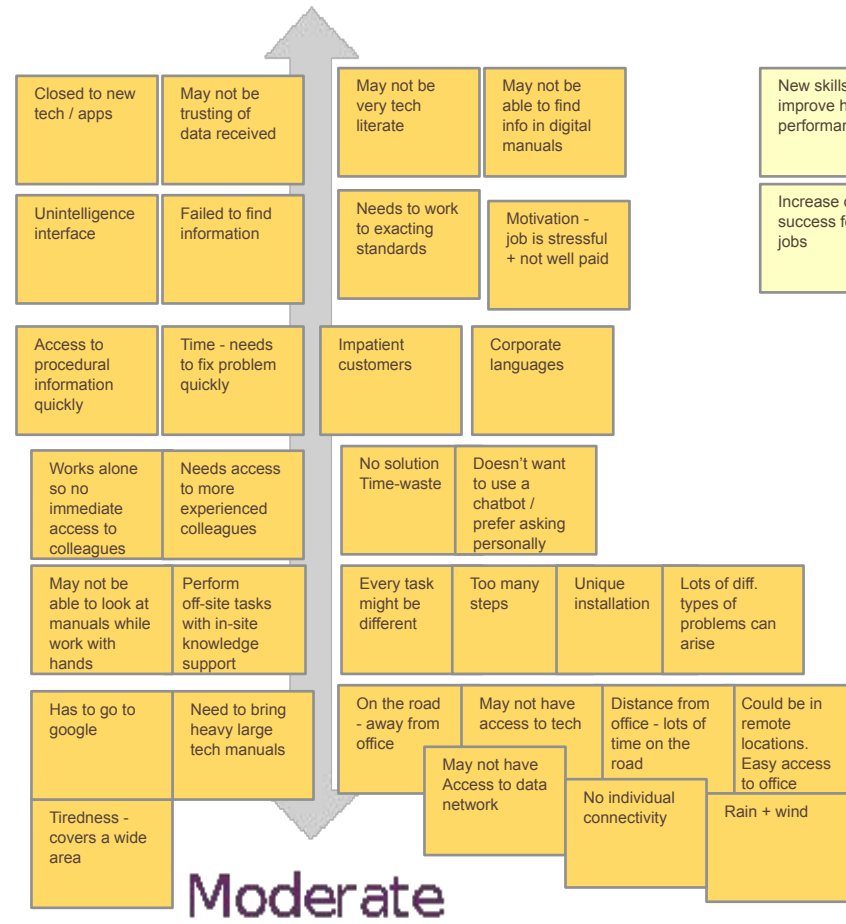 Closed to new
tech / apps
May not be
trusting of
data received
May not be
very tech
literate
May not be
able to find
info in digital
manuals
New skills
improve h
performan
Unintelligence
interface
Failed to find
information
Needs to work
to exacting
standards
Motivation -
job is stressful
+ not well paid
Increase o
success fo
jobs
Access to
procedural
information
quickly
Time - needs
to fix problem
quickly
Impatient
customers
Corporate
languages
Works alone
so no
immediate
access to
colleagues
Needs access
to more
experienced
colleagues
No solution
Time-waste
Doesn’t want
to use a
chatbot /
prefer asking
personally
May not be
able to look at
manuals while
work with
hands
Perform
off-site tasks
with in-site
knowledge
support
Every task
might be
different
Too many
steps
Unique
installation
Lots of diff.
types of
problems can
arise
Has to go to
google
Need to bring
heavy large
tech manuals
On the road
- away from
office
May not have
access to tech
Distance from
office - lots of
time on the
road
Could be in
remote
locations.
Easy access
to office
May not have
Access to data
network
No individual
connectivity
Rain + wind
Tiredness -
covers a wide
area
Moderate